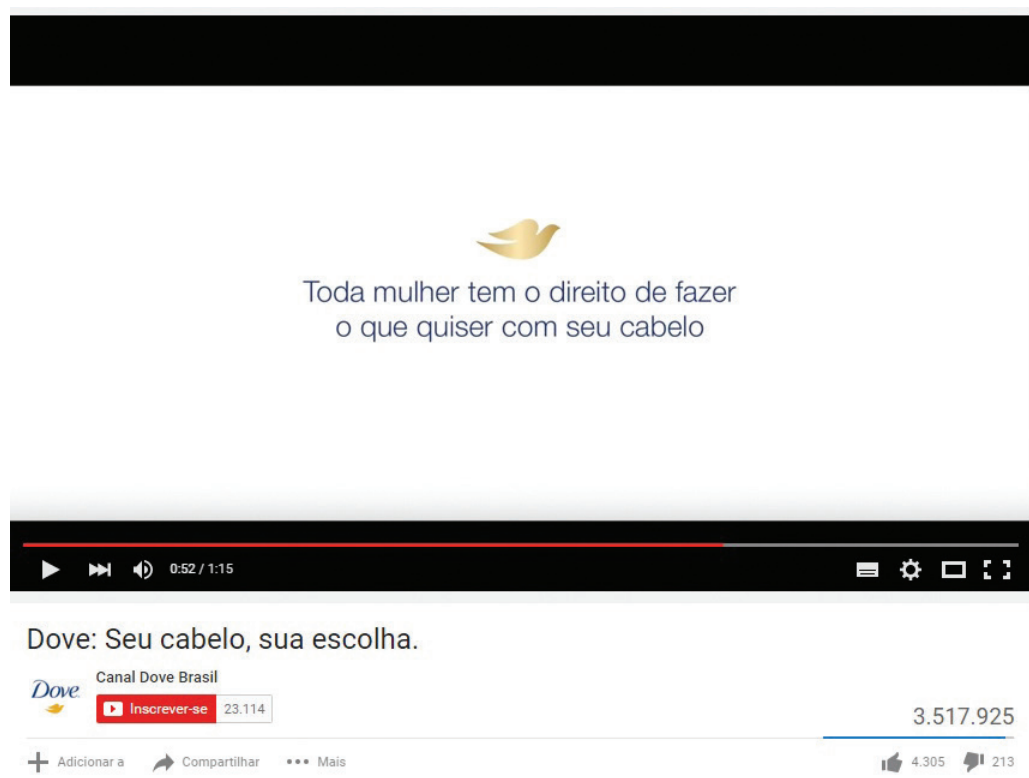 Toda mulher tem o direito de fazer
o que quiser com seu cabelo
0:52 / 1:15
Dove: Seu cabelo, sua escolha.
Dove
Canal Dove Brasil
Inscrever-se 23.114
3.517.925
Adicionar a Compartilhar Mais 4.305 213